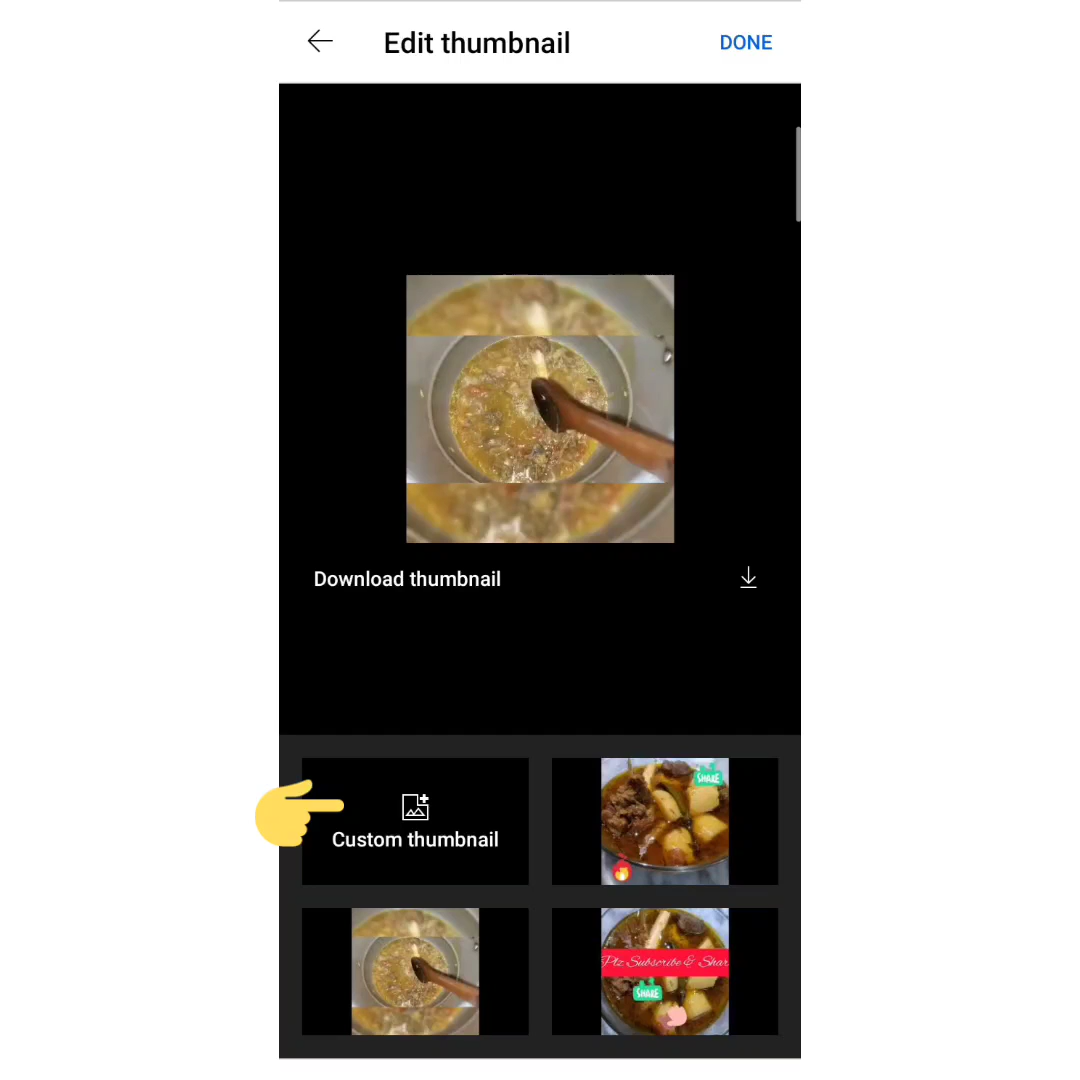 Edit thumbnail
DONE
Download thumbnail
Custom thumbnail
SHARE
Plz Subscribe & Shar
SHARE